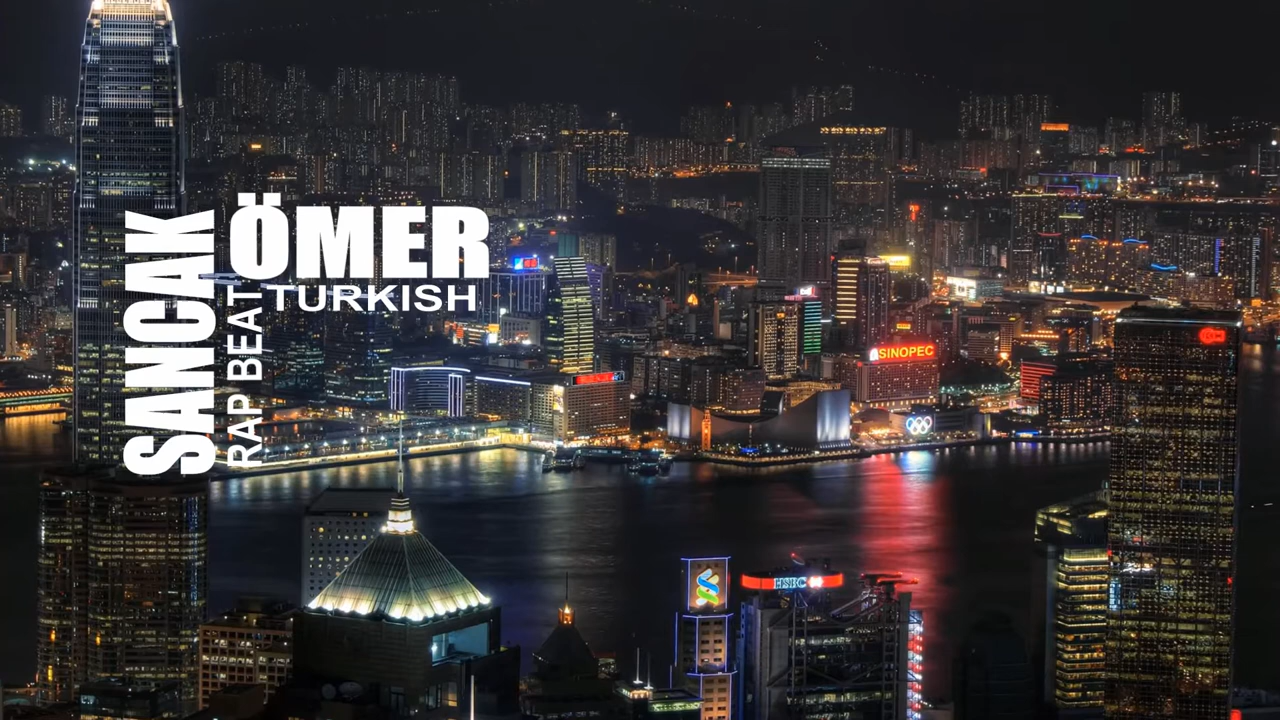 SANCAK
ÖMER
RAP BEAT
TURKISH
SINOPEC
HSBC